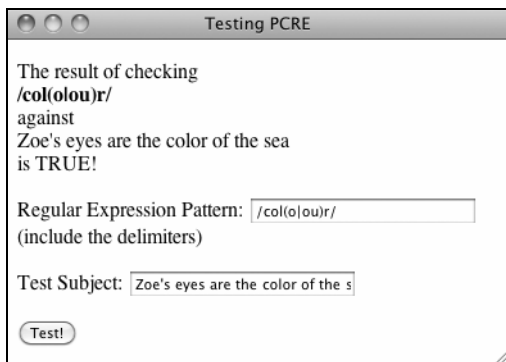 Testing PCRE
The result of checking
/col(o|ou)r/
against
Zoe's eyes are the color of the sea
is TRUE!
Regular Expression Pattern: /col(o|ou)r/
(include the delimiters)
Test Subject: Zoe's eyes are the color of the s
Test!